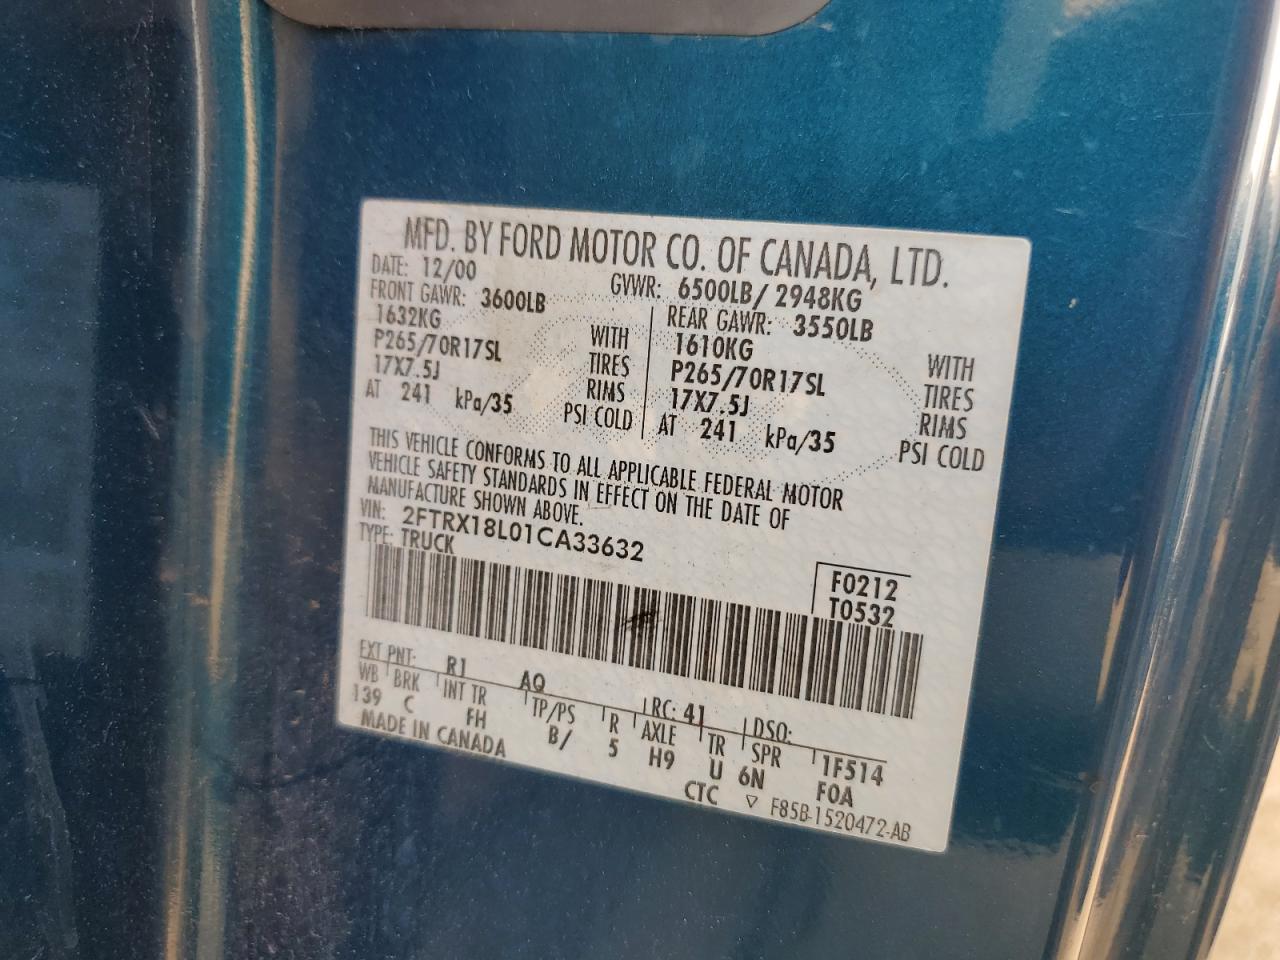 MFD. BY FORD MOTOR CO. OF CANADA, LTD.
DATE: 12/00 GVWR: 6500LB/ 2948KG
FRONT GAWR: 3600LB REAR GAWR: 3550LB
1632KG WITH 1610KG WITH
P265/70R17SL TIRES P265/70R17SL TIRES
17X7.5J RIMS 17X7.5J RIMS
AT 241 kPa/35 PSI COLD AT 241 kPa/35 PSI COLD
THIS VEHICLE CONFORMS TO ALL APPLICABLE FEDERAL MOTOR
VEHICLE SAFETY STANDARDS IN EFFECT ON THE DATE OF
MANUFACTURE SHOWN ABOVE.
VIN: 2FTRX18L01CA33632
TYPE: TRUCK
F0212
T0532
EXT PNT: R1 AQ RC: 41 DSO:
WB BRK INT TR TP/PS R AXLE TR SPR 1F514
139 C FH B/ 5 H9 U 6N F0A
MADE IN CANADA CTC ▽ F85B-1520472-AB